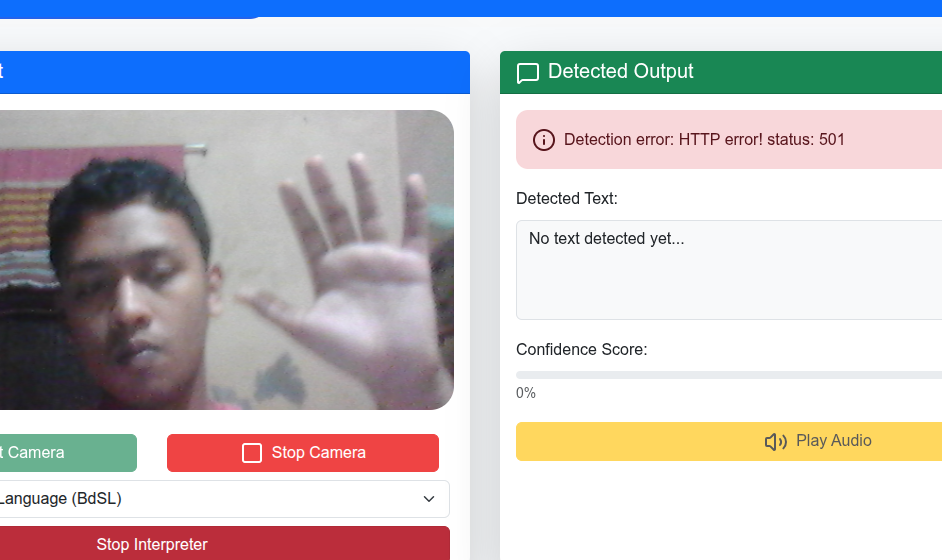 t
Detected Output
Detection error: HTTP error! status: 501
Detected Text:
No text detected yet...
Confidence Score:
0%
Play Audio
t Camera
Stop Camera
Language (BdSL)
Stop Interpreter